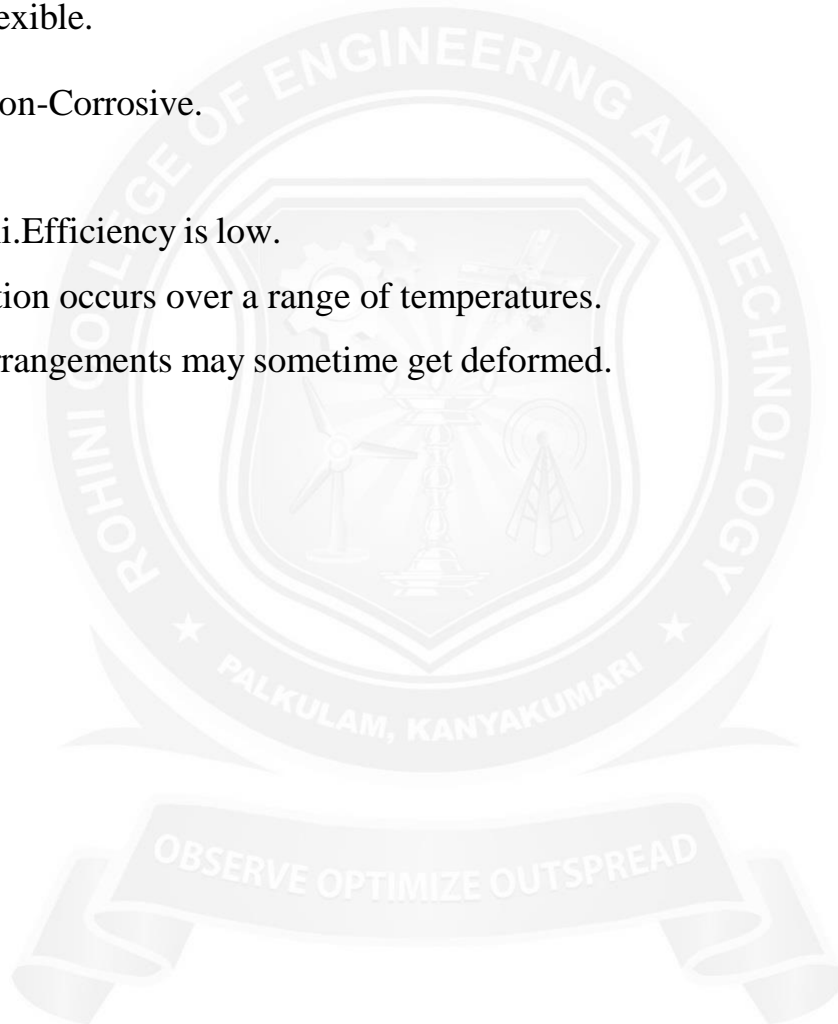 exible.
on-Corrosive.
i.Efficiency is low.
tion occurs over a range of temperatures.
rrangements may sometime get deformed.
ROHINI COLLEGE OF ENGINEERING AND TECHNOLOGY
PALKULAM, KANYAKUMARI
OBSERVE OPTIMIZE OUTSPREAD